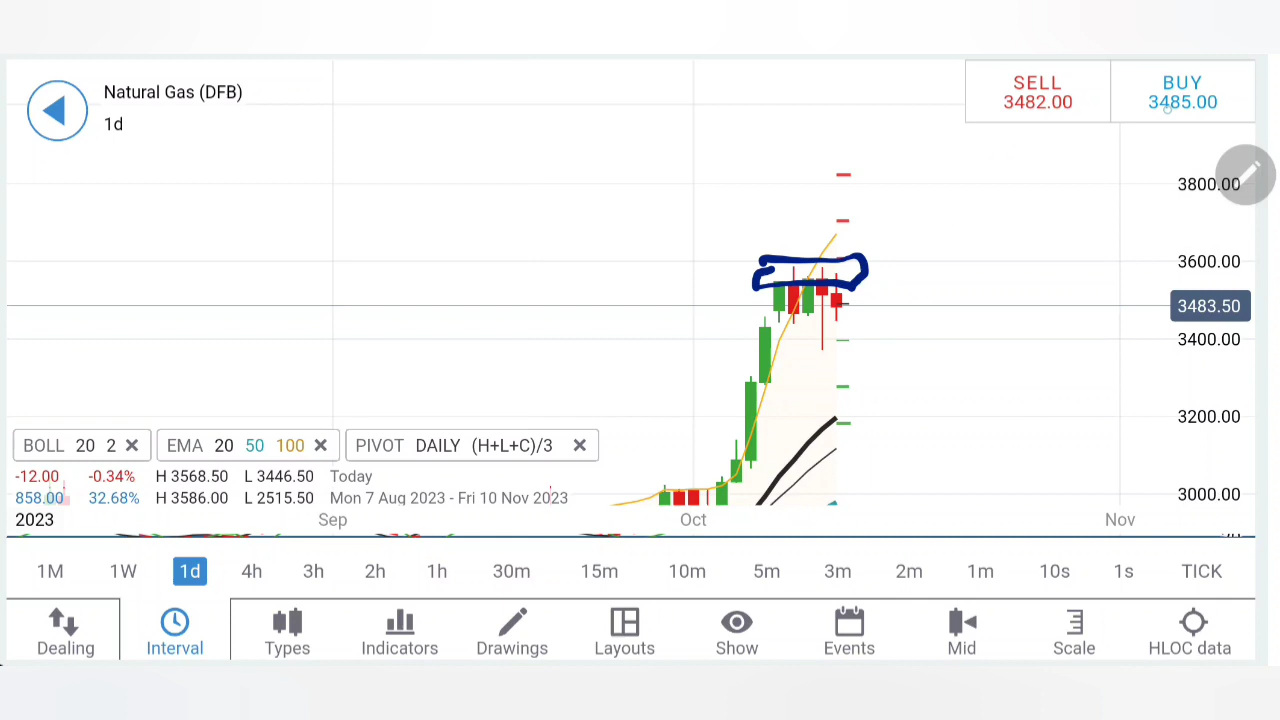 Natural Gas (DFB)
1d
SELL
3482.00
BUY
3485.00
3800.00
3600.00
3483.50
3400.00
3200.00
3000.00
BOLL 20 2 EMA 20 50 100 PIVOT DAILY (H+L+C)/3
-12.00 -0.34% H 3568.50 L 3446.50 Today
858.00 32.68% H 3586.00 L 2515.50 Mon 7 Aug 2023 - Fri 10 Nov 2023
2023 Sep Oct Nov
1M 1W 1d 4h 3h 2h 1h 30m 15m 10m 5m 3m 2m 1m 10s 1s TICK
Dealing Interval Types Indicators Drawings Layouts Show Events Mid Scale HLOC data